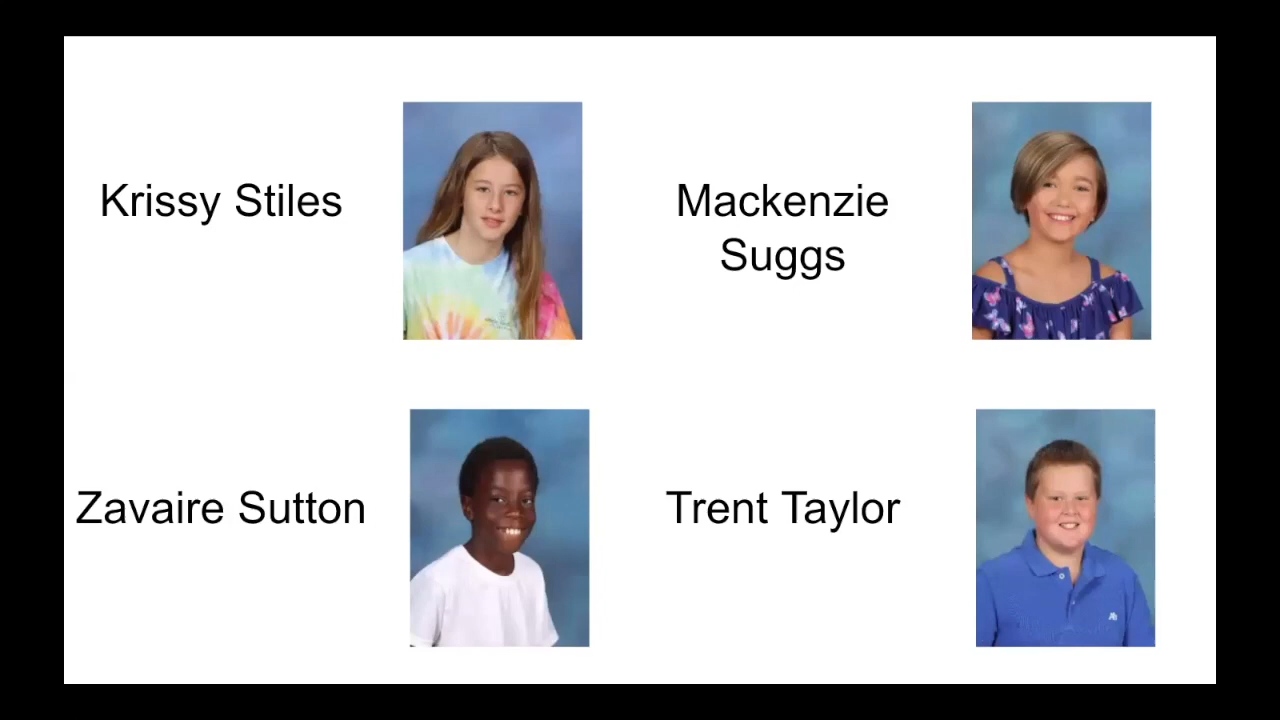 Krissy Stiles
Mackenzie
Suggs
Zavaire Sutton
Trent Taylor